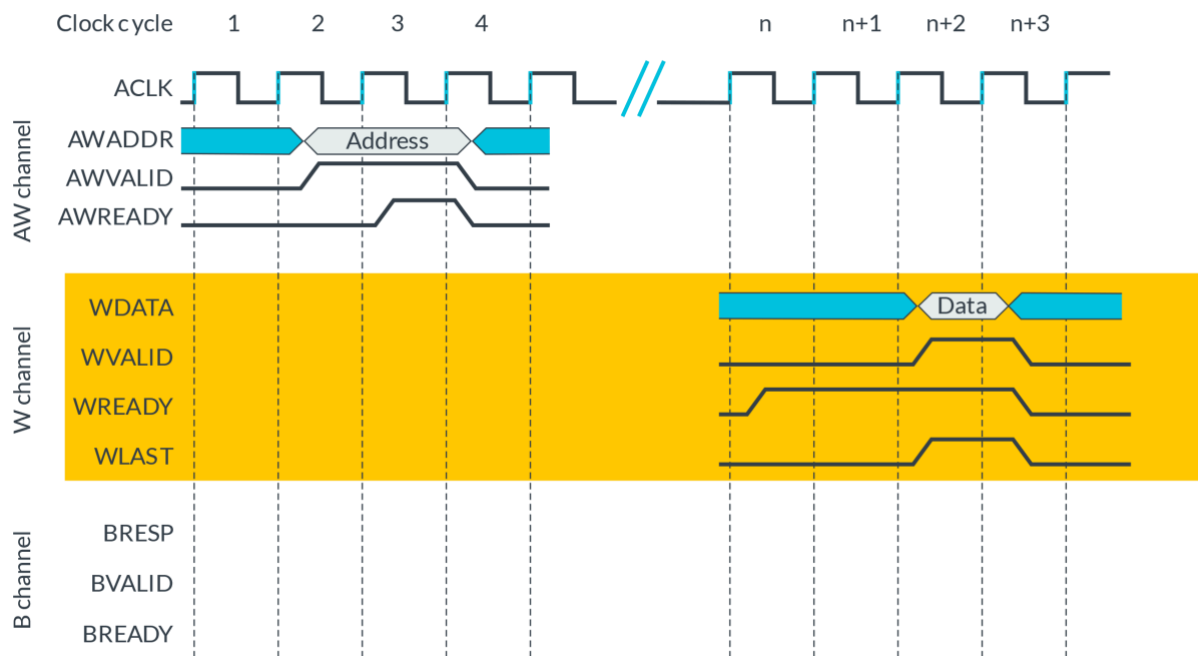 Clock cycle 1 2 3 4 n n+1 n+2 n+3
ACLK
AW channel
AWADDR Address
AWVALID
AWREADY
W channel
WDATA Data
WVALID
WREADY
WLAST
B channel
BRESP
BVALID
BREADY